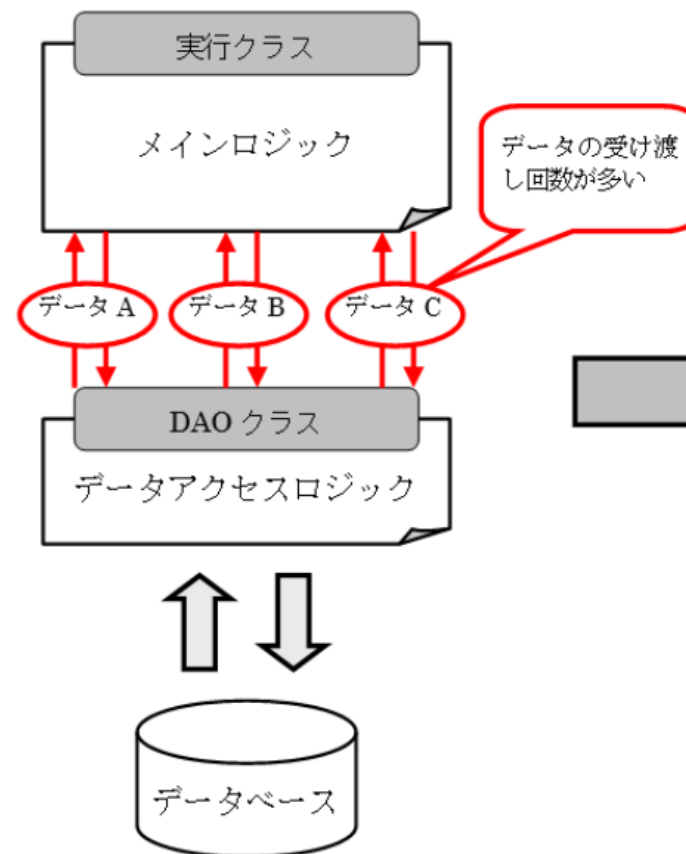 実行クラス
メインロジック
データの受け渡
し回数が多い
データ A
データ B
データ C
DAO クラス
データアクセスロジック
データベース